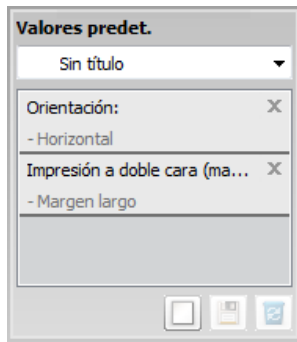 Valores predet.
Sin título
Orientación:
- Horizontal
Impresión a doble cara (ma...
- Margen largo